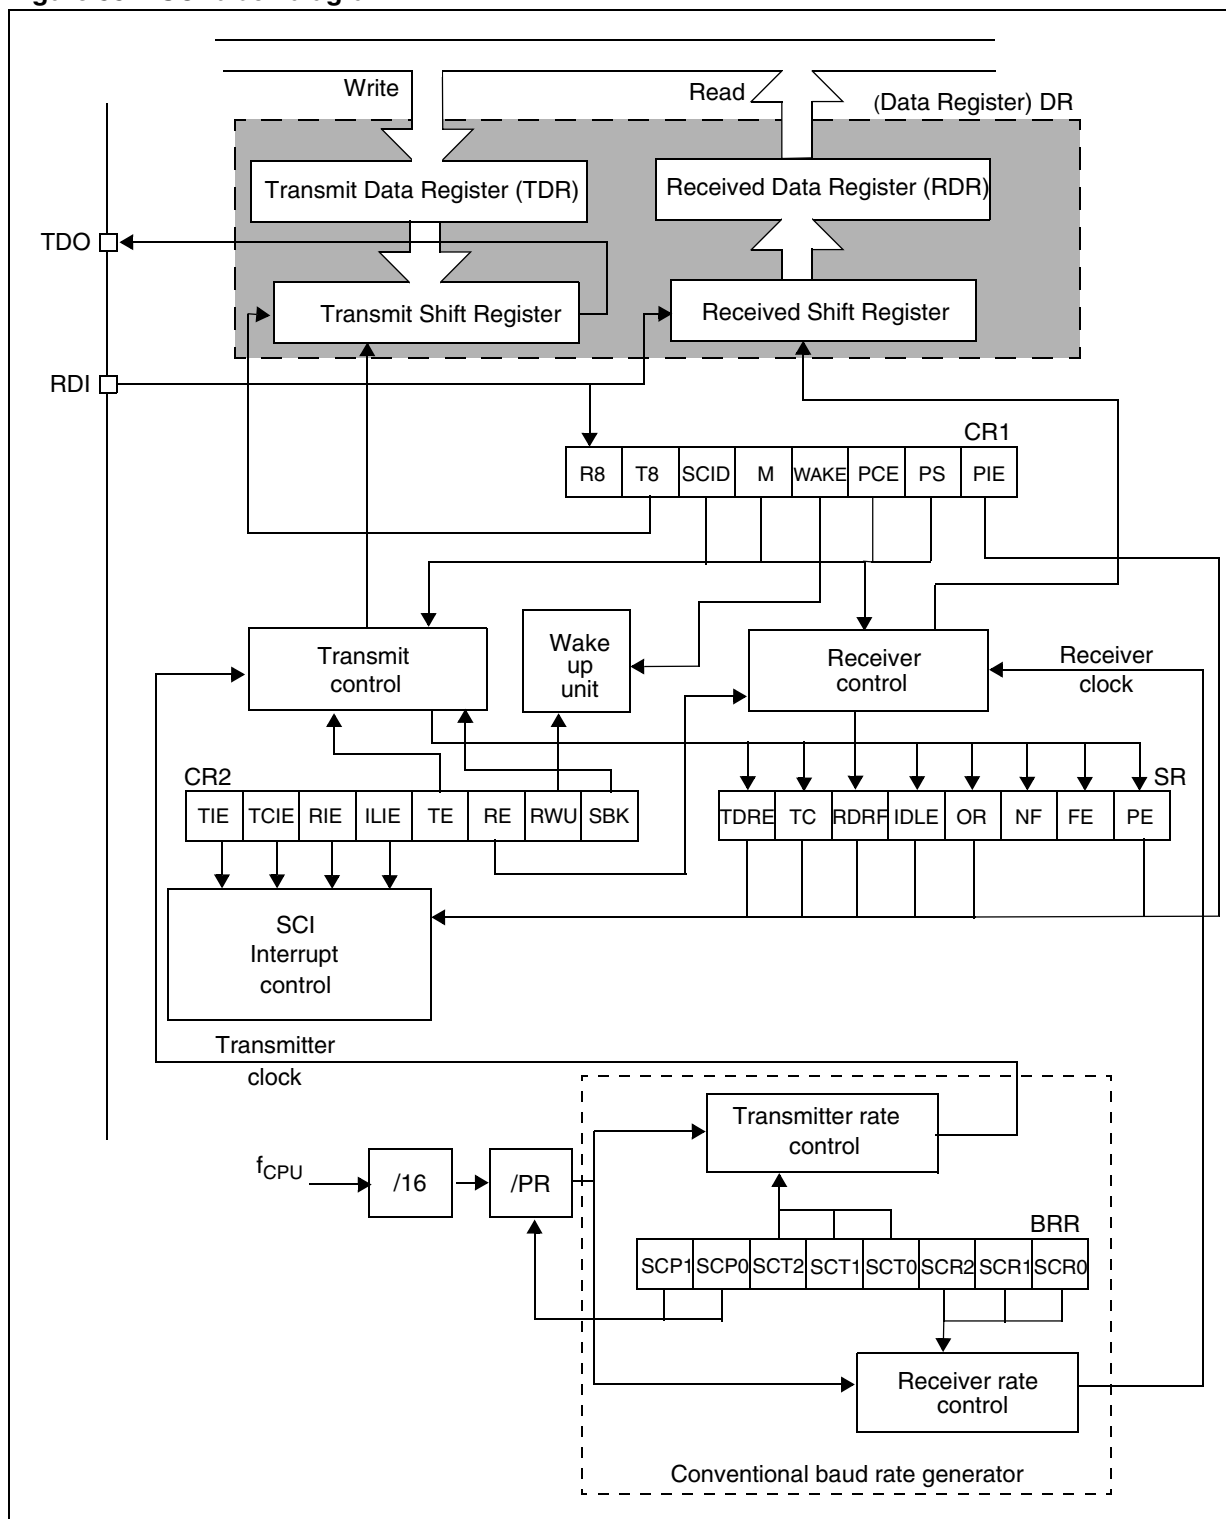 Write
Read
(Data Register) DR
Transmit Data Register (TDR)
Received Data Register (RDR)
TDO
Transmit Shift Register
Received Shift Register
RDI
CR1
R8 T8 SCID M WAKE PCE PS PIE
Transmit
control
Wake
up
unit
Receiver
control
Receiver
clock
CR2
SR
TIE TCIE RIE ILIE TE RE RWU SBK
TDRE TC RDRF IDLE OR NF FE PE
SCI
Interrupt
control
Transmitter
clock
Transmitter rate
control
fCPU
/16
/PR
BRR
SCP1 SCP0 SCT2 SCT1 SCT0 SCR2 SCR1 SCR0
Receiver rate
control
Conventional baud rate generator